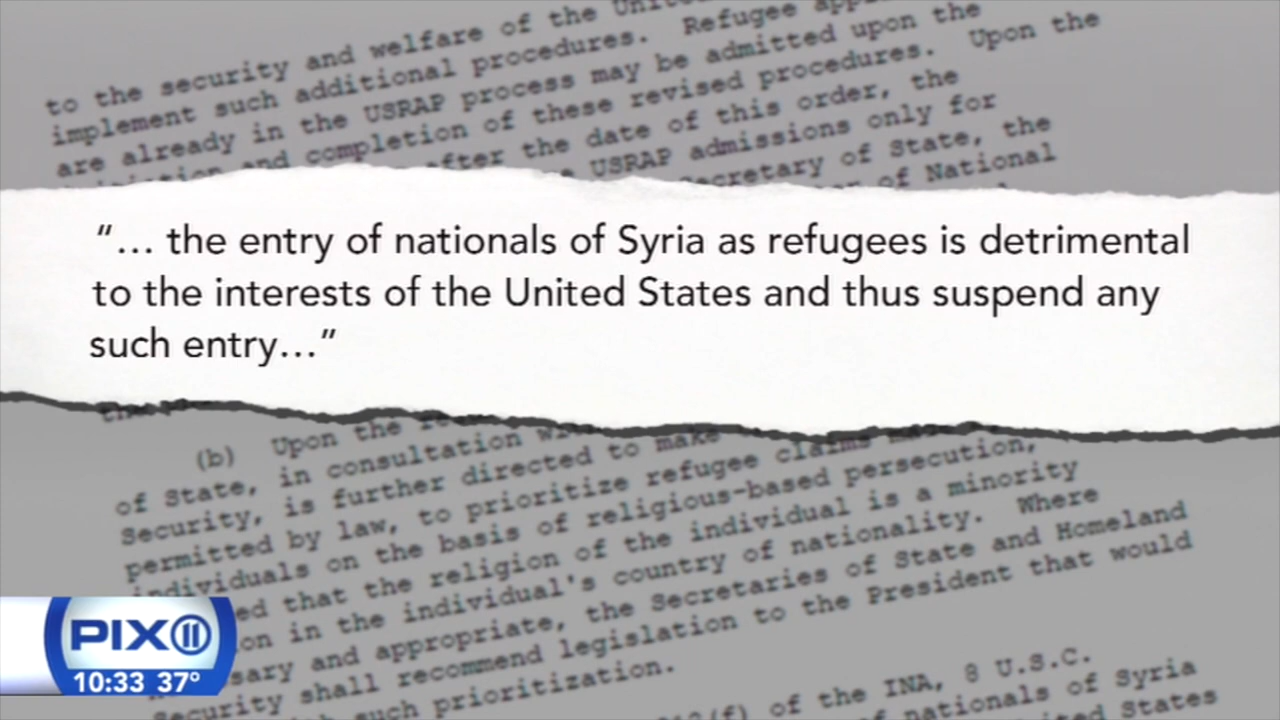 to the security and welfare of the
implement such additional procedures. Refugee
are already in the USRAP process may be admitted upon the
and completion of these revised procedures. Upon the
after the date of this order, the
USRAP admissions only for
Secretary of State, the
of National
“... the entry of nationals of Syria as refugees is detrimental
to the interests of the United States and thus suspend any
such entry...”
(b) Upon the
of State, in consultation
Security, is further directed to make
permitted by law, to prioritize refugee claims made
individuals on the basis of religious-based persecution,
ed that the religion of the individual is a minority
on in the individual's country of nationality. Where
sary and appropriate, the Secretaries of State and Homeland
Security shall recommend legislation to the President that would
such prioritization.
(f) of the INA, 8 U.S.C.
of nationals of Syria
States
PIX11
10:33 37°